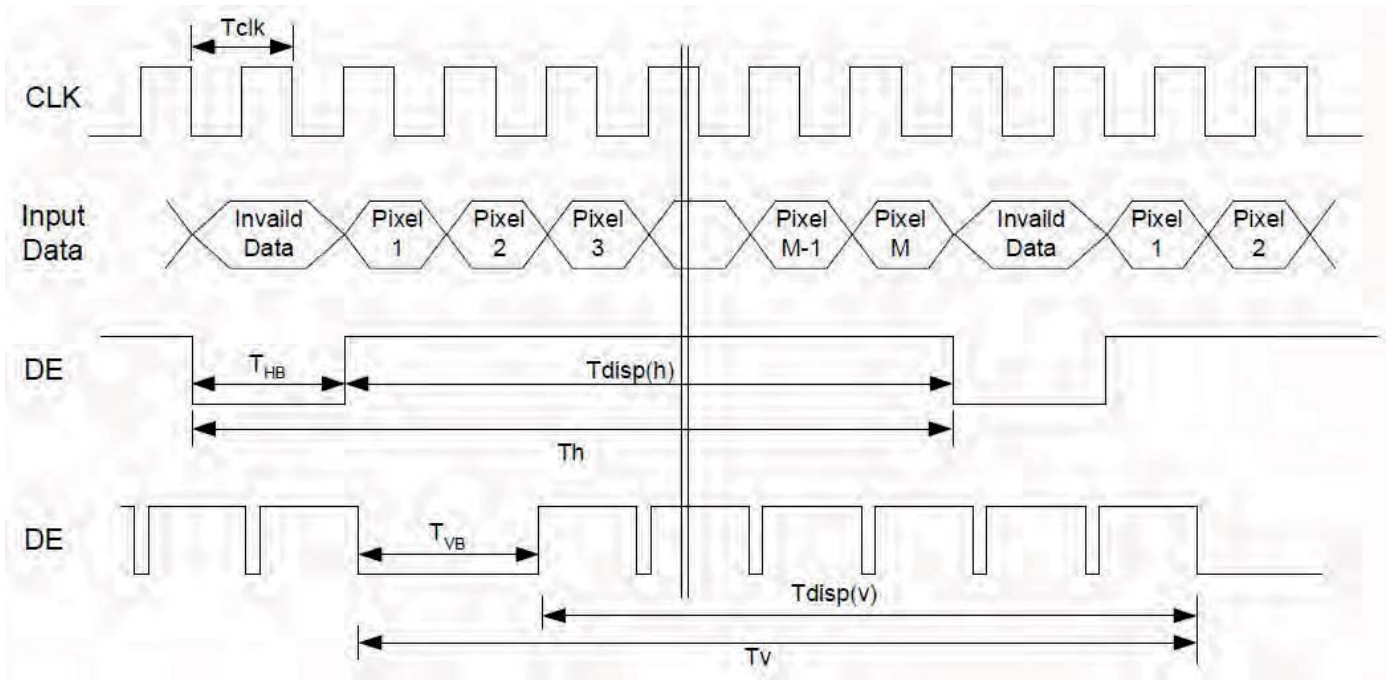 Tclk
CLK
Input
Data
Invaild
Data
Pixel
1
Pixel
2
Pixel
3
Pixel
M-1
Pixel
M
Invaild
Data
Pixel
1
Pixel
2
DE
THB
Tdisp(h)
Th
DE
TVB
Tdisp(v)
Tv